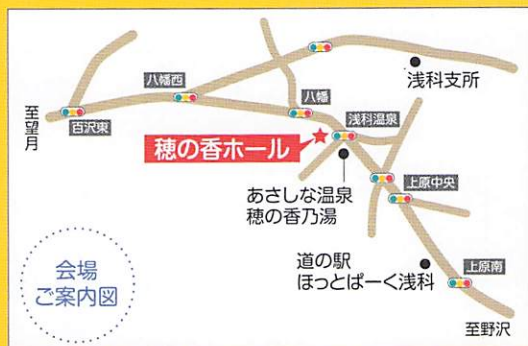 浅科支所
八幡西
八幡
至望月
百沢東
浅科温泉
穂の香ホール
上原中央
あさしな温泉
穂の香乃湯
道の駅
ほっとぱーく浅科
上原南
会場
ご案内図
至野沢